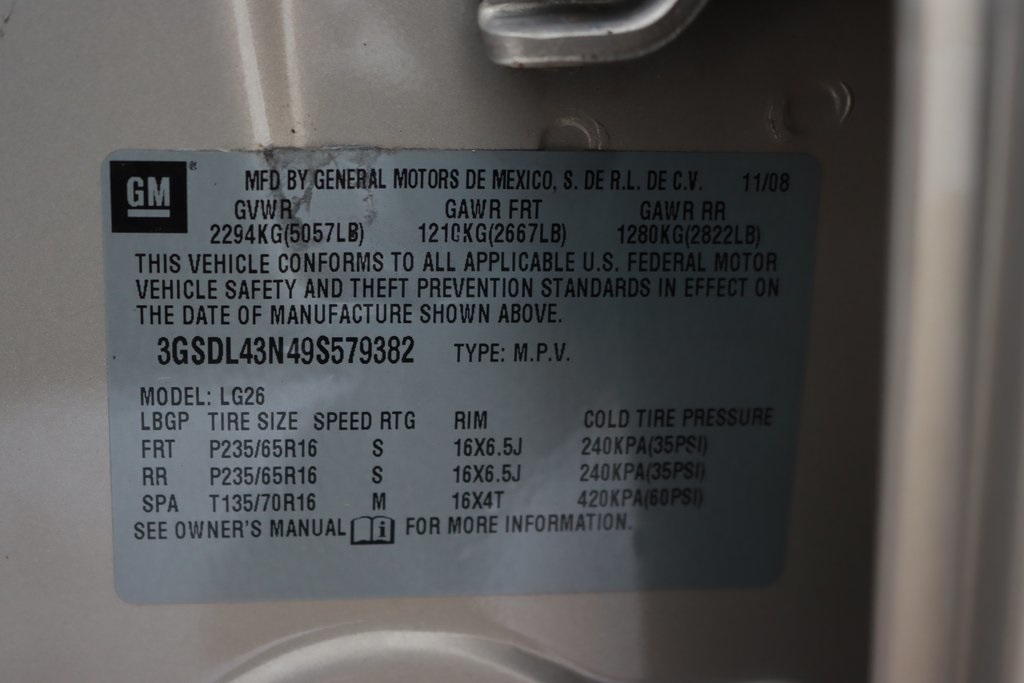 GM ® MFD BY GENERAL MOTORS DE MEXICO, S. DE R.L. DE C.V. 11/08
GVWR GAWR FRT GAWR RR
2294KG(5057LB) 1210KG(2667LB) 1280KG(2822LB)
THIS VEHICLE CONFORMS TO ALL APPLICABLE U.S. FEDERAL MOTOR
VEHICLE SAFETY AND THEFT PREVENTION STANDARDS IN EFFECT ON
THE DATE OF MANUFACTURE SHOWN ABOVE.
3GSDL43N49S579382 TYPE: M.P.V.
MODEL: LG26
LBGP TIRE SIZE SPEED RTG RIM COLD TIRE PRESSURE
FRT P235/65R16 S 16X6.5J 240KPA(35PSI)
RR P235/65R16 S 16X6.5J 240KPA(35PSI)
SPA T135/70R16 M 16X4T 420KPA(60PSI)
SEE OWNER'S MANUAL i FOR MORE INFORMATION.